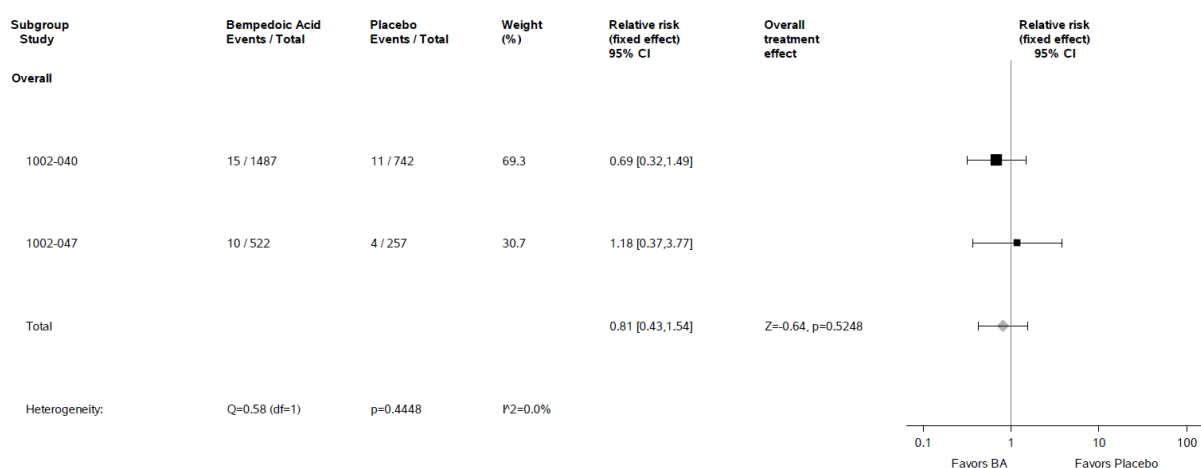 Subgroup Bempedoic Acid Placebo Weight Relative risk Overall Relative risk
Study Events / Total Events / Total (%) (fixed effect) treatment (fixed effect)
95% CI effect 95% CI
Overall
1002-040 15 / 1487 11 / 742 69.3 0.69 [0.32,1.49]
1002-047 10 / 522 4 / 257 30.7 1.18 [0.37,3.77]
Total 0.81 [0.43,1.54] Z=-0.64, p=0.5248
Heterogeneity: Q=0.58 (df=1) p=0.4448 I^2=0.0%
0.1 1 10 100
Favors BA Favors Placebo